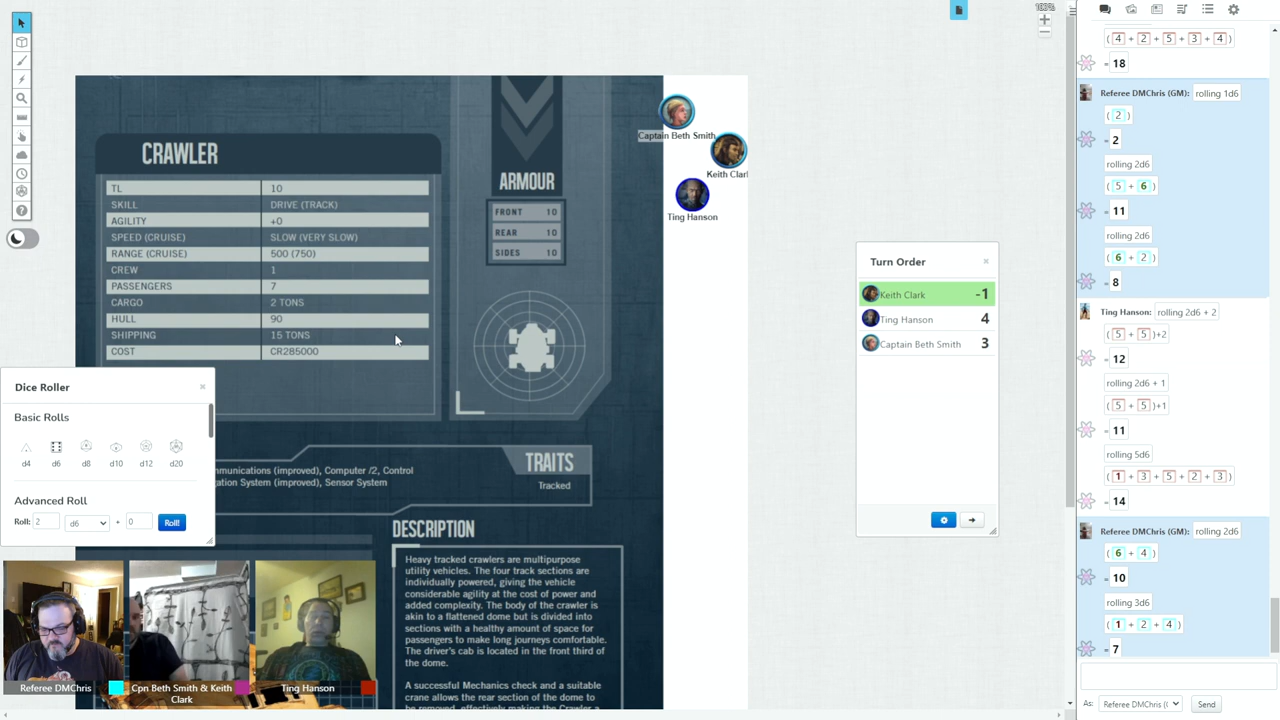 100%
CRAWLER
TL 10
SKILL DRIVE (TRACK)
AGILITY +0
SPEED (CRUISE) SLOW (VERY SLOW)
RANGE (CRUISE) 500 (750)
CREW 1
PASSENGERS 7
CARGO 2 TONS
HULL 90
SHIPPING 15 TONS
COST CR285000
ARMOUR
FRONT 10
REAR 10
SIDES 10
Captain Beth Smith
Keith Clar
Ting Hanson
TRAITS
Tracked
mmunications (improved), Computer /2, Control
ation System (improved), Sensor System
DESCRIPTION
Heavy tracked crawlers are multipurpose
utility vehicles. The four track sections are
individually powered, giving the vehicle
considerable agility at the cost of power and
added complexity. The body of the crawler is
akin to a flattened dome but is divided into
sections with a healthy amount of space for
passengers to make long journeys comfortable.
The driver's cab is located in the front third of
the dome.
A successful Mechanics check and a suitable
crane allows the rear section of the dome to
be removed, effectively making the Crawler a
Dice Roller ×
Basic Rolls
d4 d6 d8 d10 d12 d20
Advanced Roll
Roll: 2 d6 + 0 Roll!
Referee DMChris
Cpn Beth Smith & Keith
Clark
Ting Hanson
Turn Order ×
Keith Clark -1
Ting Hanson 4
Captain Beth Smith 3
(4 + 2 + 5 + 3 + 4)
= 18
Referee DMChris (GM): rolling 1d6
(2)
= 2
rolling 2d6
(5 + 6)
= 11
rolling 2d6
(6 + 2)
= 8
Ting Hanson: rolling 2d6 + 2
(5 + 5)+2
= 12
rolling 2d6 + 1
(5 + 5)+1
= 11
rolling 5d6
(1 + 3 + 5 + 2 + 3)
= 14
Referee DMChris (GM): rolling 2d6
(6 + 4)
= 10
rolling 3d6
(1 + 2 + 4)
= 7
As: Referee DMChris (G Send